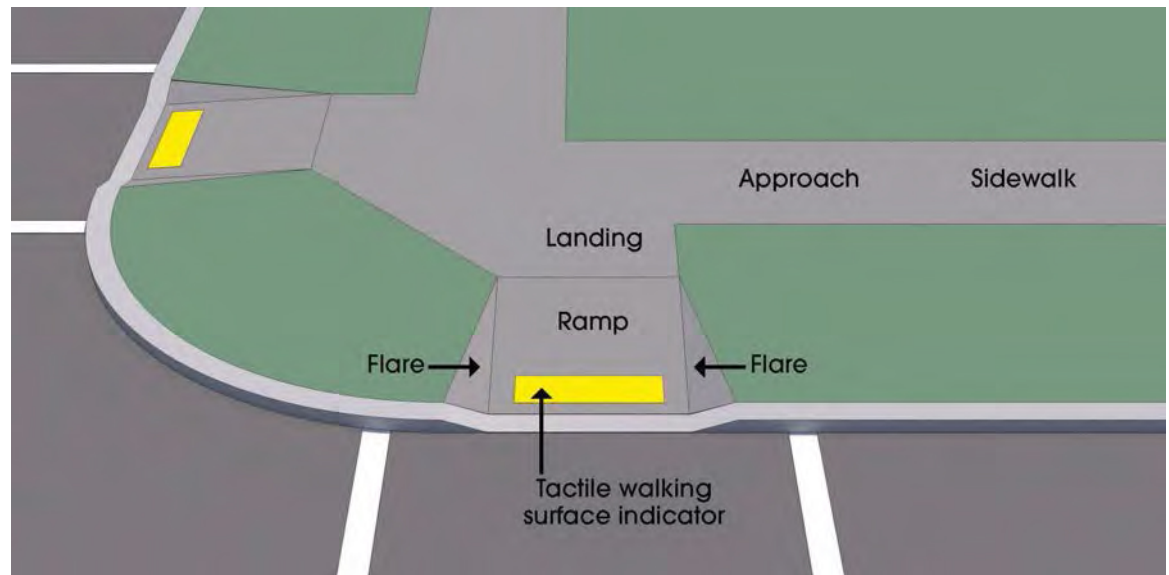 Approach
Sidewalk
Landing
Ramp
Flare
Flare
Tactile walking
surface indicator